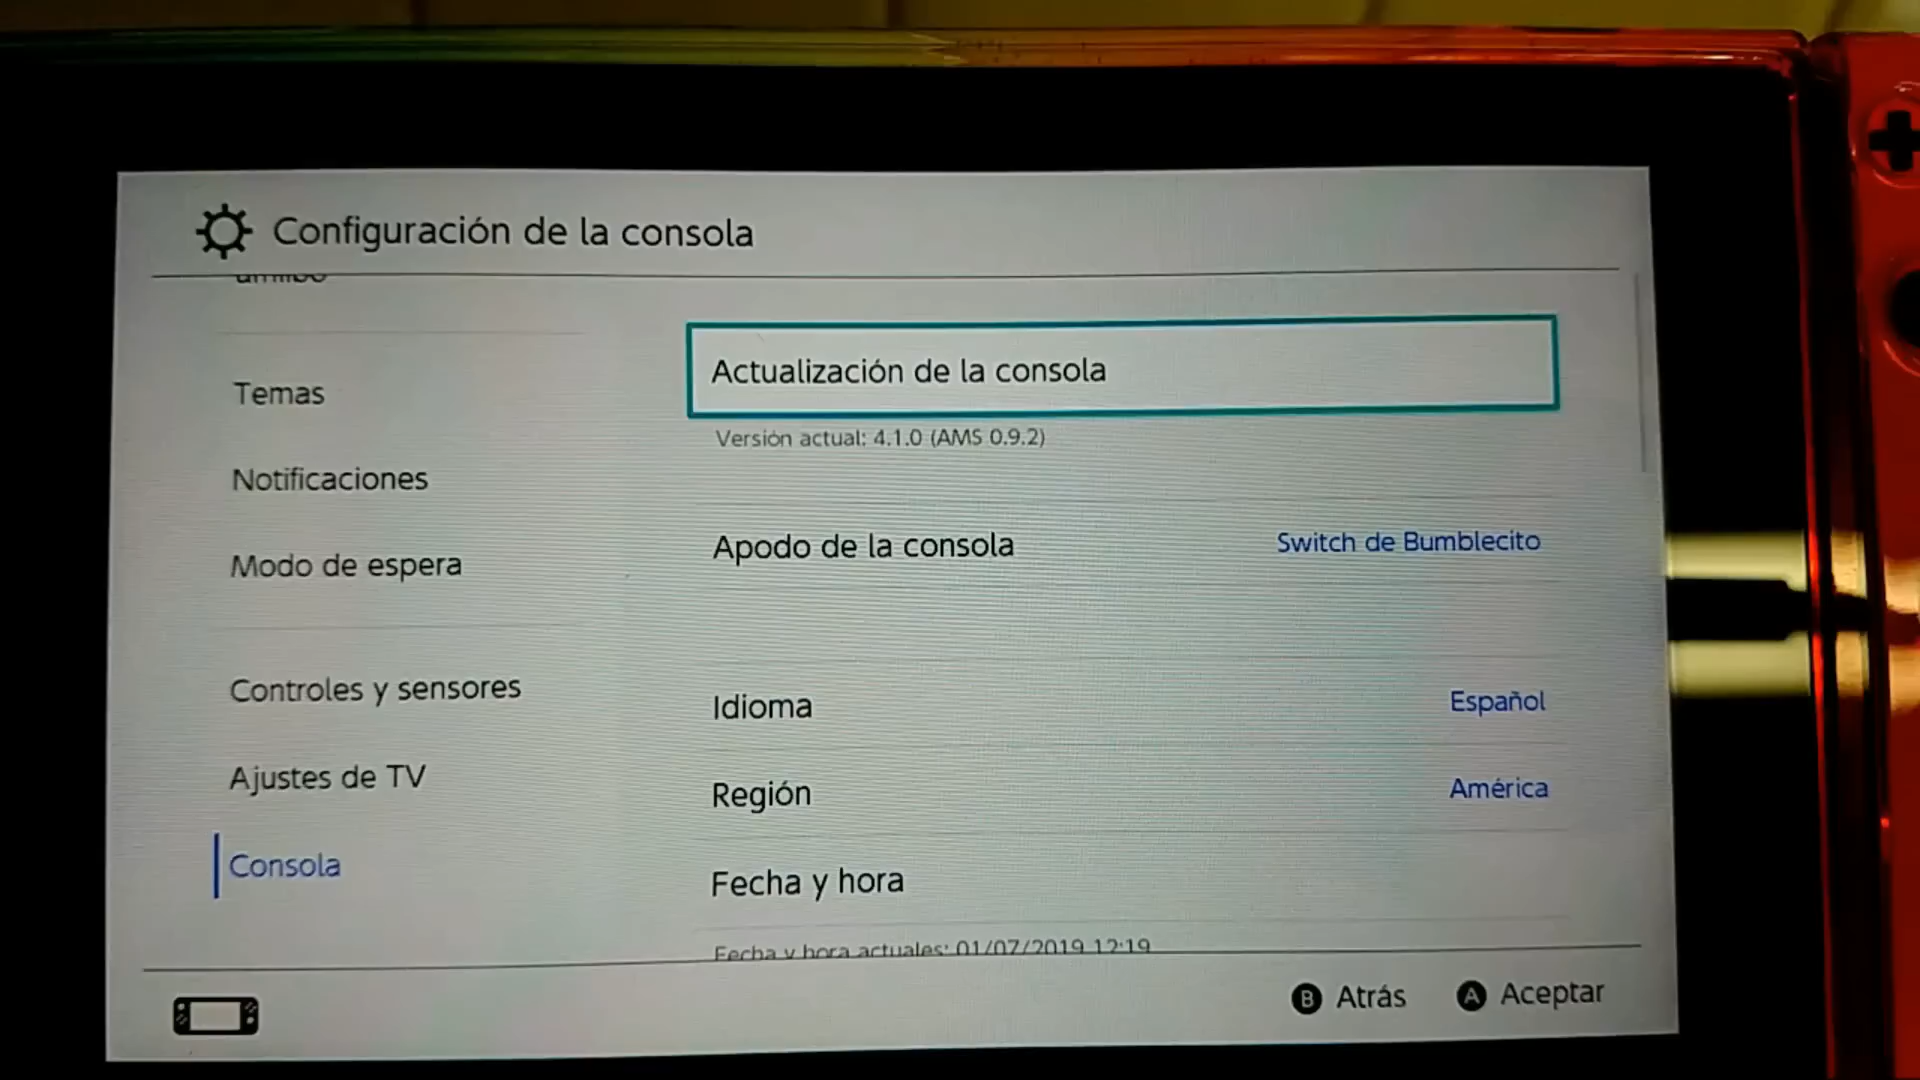 Configuración de la consola
amiibo
Temas
Notificaciones
Modo de espera
Controles y sensores
Ajustes de TV
Consola
Actualización de la consola
Versión actual: 4.1.0 (AMS 0.9.2)
Apodo de la consola Switch de Bumblecito
Idioma Español
Región América
Fecha y hora
Fecha y hora actuales: 01/07/2019 12:19
B Atrás A Aceptar